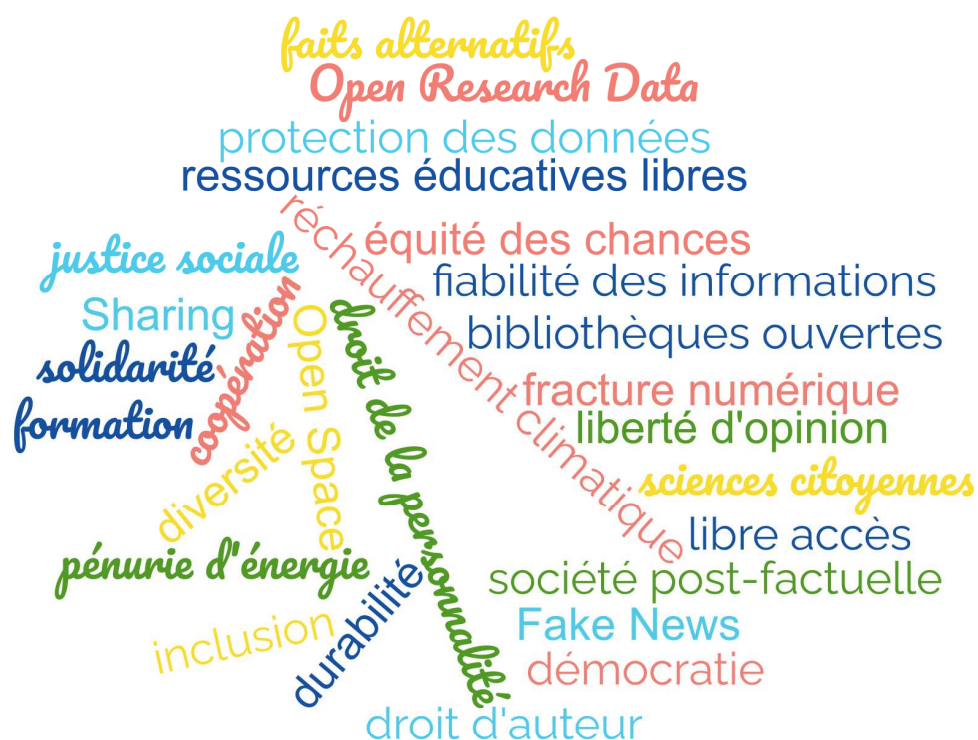 faits alternatifs
Open Research Data
protection des données
ressources éducatives libres
réchauffement climatique
équité des chances
justice sociale
fiabilité des informations
Sharing
coopération
Open Space
droit de la personnalité
bibliothèques ouvertes
solidarité
fracture numérique
formation
liberté d'opinion
diversité
sciences citoyennes
libre accès
pénurie d'énergie
société post-factuelle
durabilité
inclusion
Fake News
démocratie
droit d'auteur